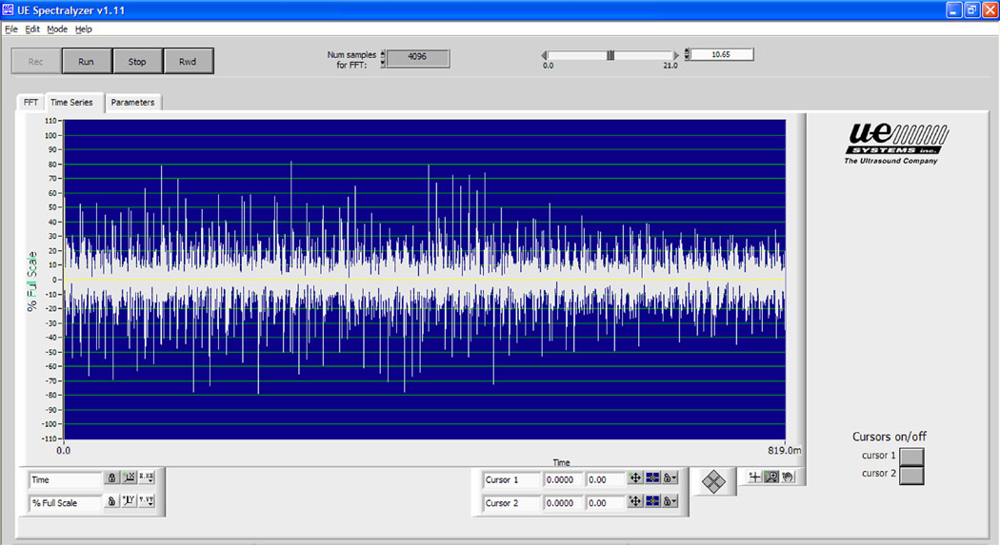 UE Spectralyzer v1.11
File Edit Mode Help
Rec Run Stop Rwd
Num samples for FFT: 4096
0.0 21.0 10.65
FFT Time Series Parameters
110
100
90
80
70
60
50
40
30
20
10
0
-10
-20
-30
-40
-50
-60
-70
-80
-90
-100
-110
% Full Scale
0.0 819.0m
Time
ue
SYSTEMS inc.
The Ultrasound Company
Cursors on/off
cursor 1
cursor 2
Time
% Full Scale
Cursor 1 0.0000 0.00
Cursor 2 0.0000 0.00